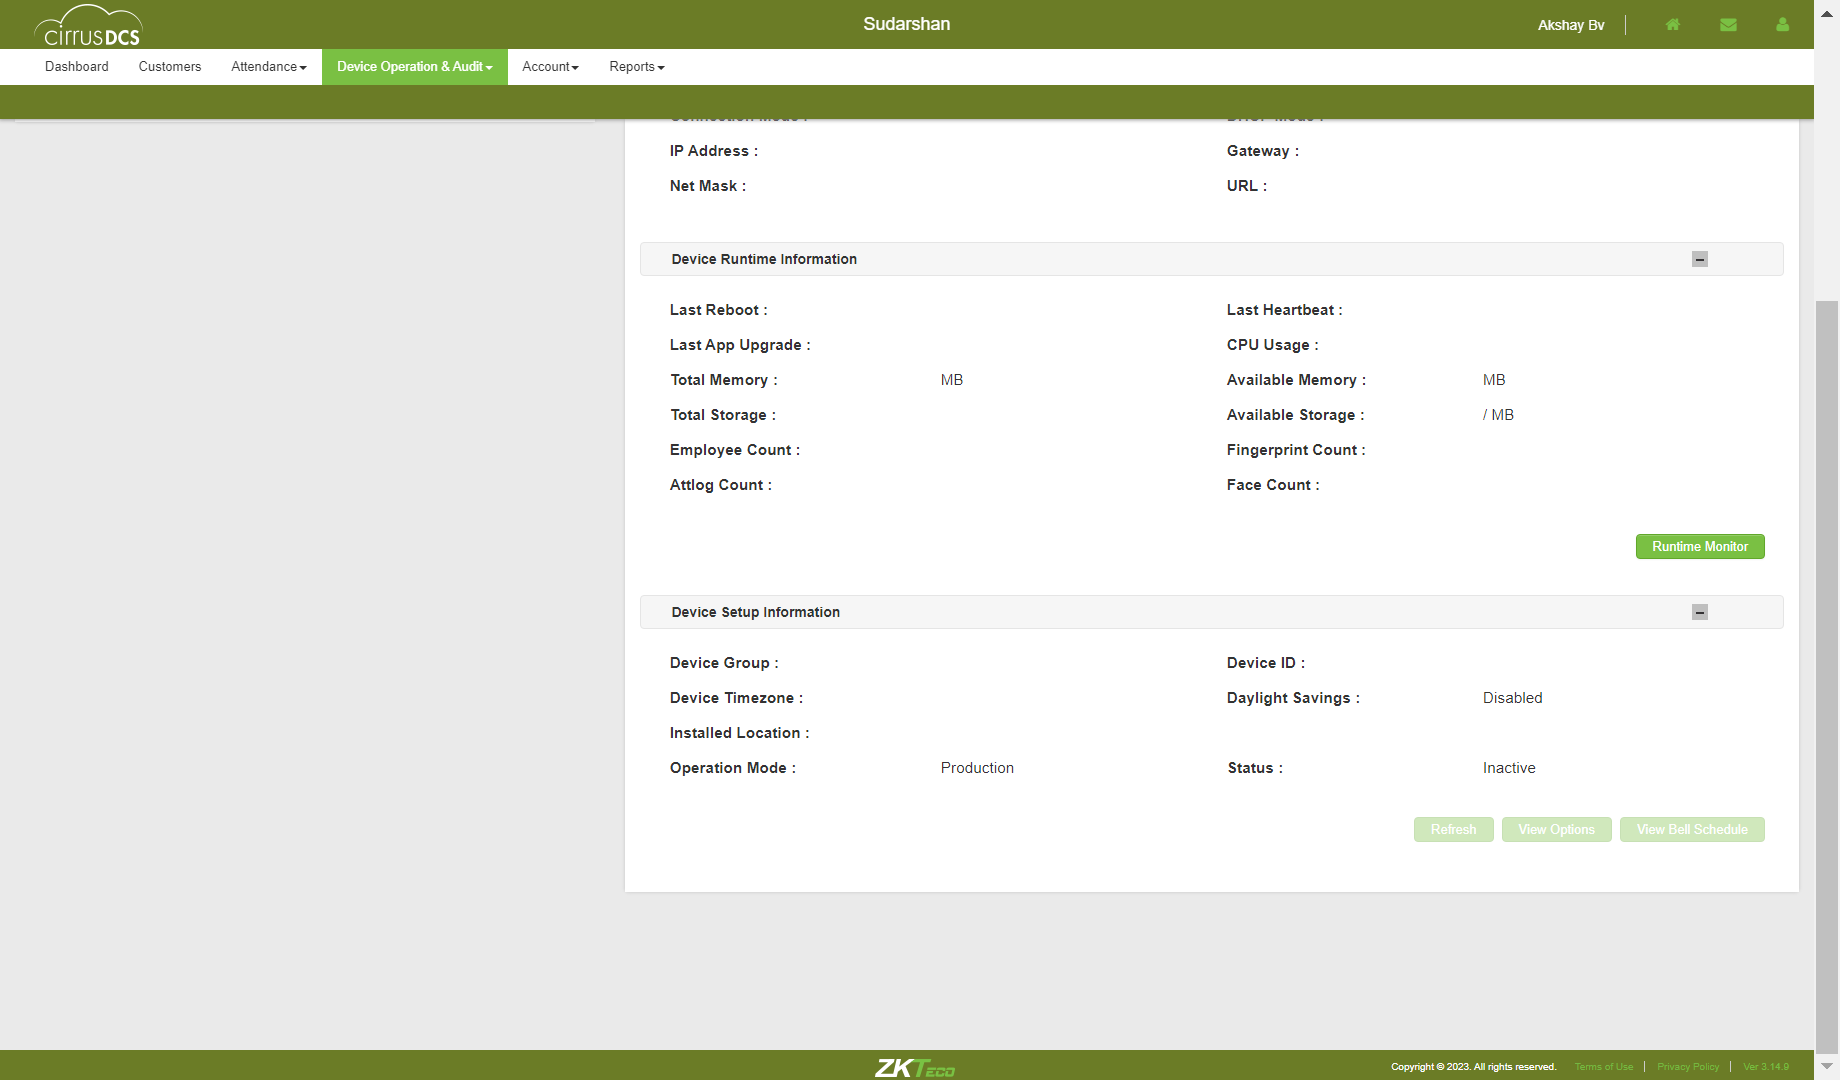 cirrusDCS
Sudarshan
Akshay Bv
Dashboard
Customers
Attendance
Device Operation & Audit
Account
Reports
IP Address :
Gateway :
Net Mask :
URL :
Device Runtime Information
Last Reboot :
Last Heartbeat :
Last App Upgrade :
CPU Usage :
Total Memory : MB
Available Memory : MB
Total Storage :
Available Storage : / MB
Employee Count :
Fingerprint Count :
Attlog Count :
Face Count :
Runtime Monitor
Device Setup Information
Device Group :
Device ID :
Device Timezone :
Daylight Savings : Disabled
Installed Location :
Operation Mode : Production
Status : Inactive
Refresh
View Options
View Bell Schedule
ZKTeco
Copyright © 2023. All rights reserved.
Terms of Use
Privacy Policy
Ver 3.14.9